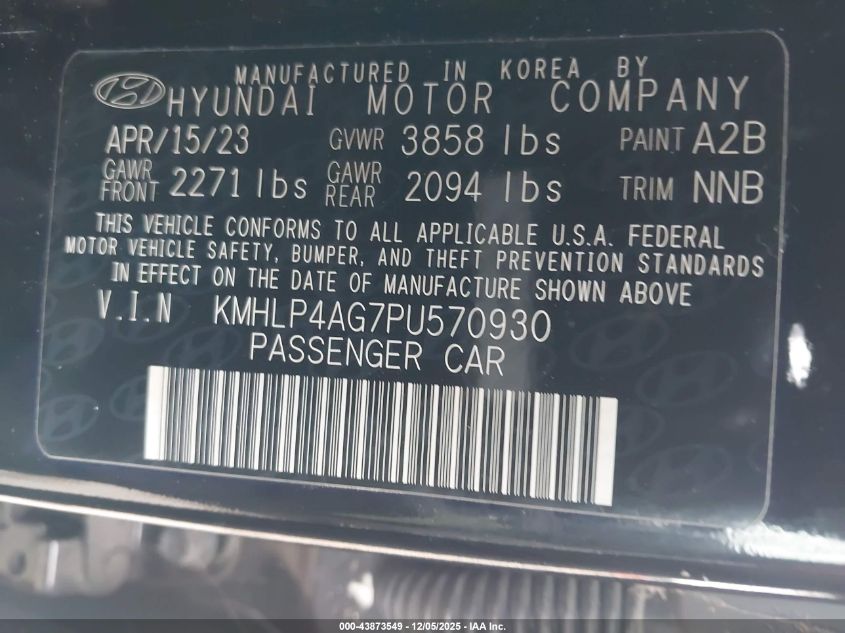 MANUFACTURED IN KOREA BY
HYUNDAI MOTOR COMPANY
APR/15/23 GVWR 3858 lbs PAINT A2B
GAWR FRONT 2271 lbs GAWR REAR 2094 lbs TRIM NNB
THIS VEHICLE CONFORMS TO ALL APPLICABLE U.S.A. FEDERAL
MOTOR VEHICLE SAFETY, BUMPER, AND THEFT PREVENTION STANDARDS
IN EFFECT ON THE DATE OF MANUFACTURE SHOWN ABOVE
V.I.N KMHLP4AG7PU570930
PASSENGER CAR
000-43873549 - 12/05/2025 - IAA Inc.